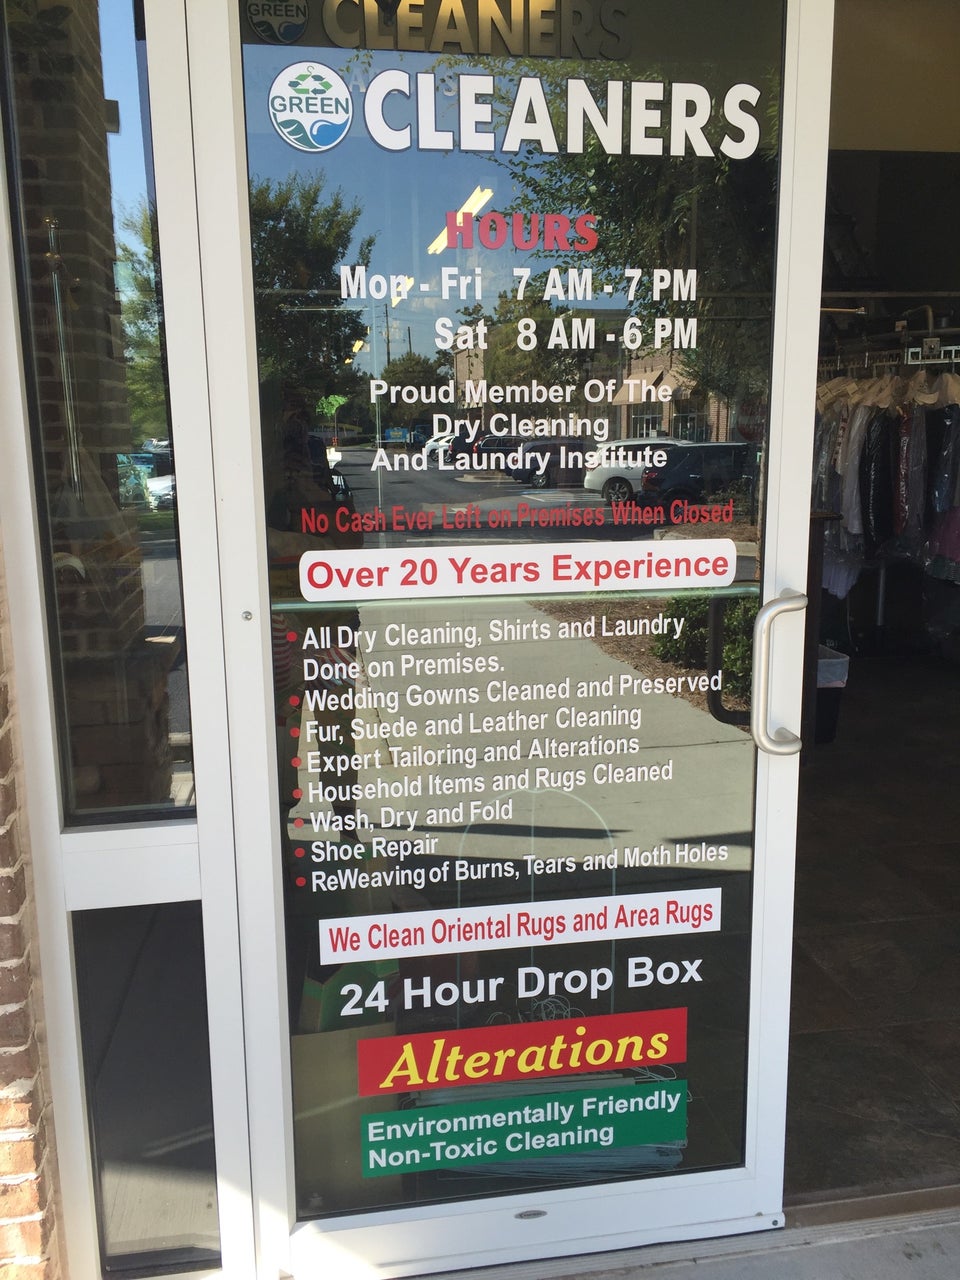 GREEN CLEANERS
GREEN CLEANERS
HOURS
Mon - Fri 7 AM - 7 PM
Sat 8 AM - 6 PM
Proud Member Of The
Dry Cleaning
And Laundry Institute
No Cash Ever Left on Premises When Closed
Over 20 Years Experience
• All Dry Cleaning, Shirts and Laundry
Done on Premises.
• Wedding Gowns Cleaned and Preserved
• Fur, Suede and Leather Cleaning
• Expert Tailoring and Alterations
• Household Items and Rugs Cleaned
• Wash, Dry and Fold
• Shoe Repair
• ReWeaving of Burns, Tears and Moth Holes
We Clean Oriental Rugs and Area Rugs
24 Hour Drop Box
Alterations
Environmentally Friendly
Non-Toxic Cleaning